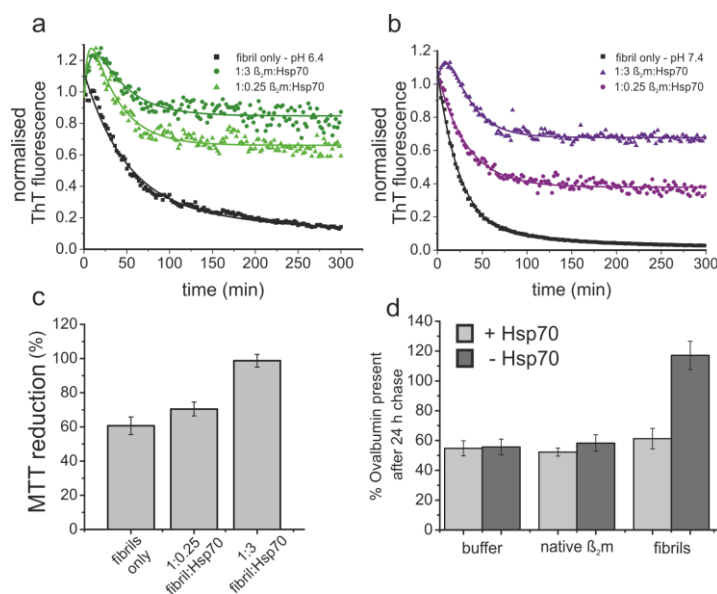 a
normalised
ThT fluorescence
1.2
1.0
0.8
0.6
0.4
0.2
0.0
fibril only - pH 6.4
1:3 ß₂m:Hsp70
1:0.25 ß₂m:Hsp70
0 50 100 150 200 250 300
time (min)
b
normalised
ThT fluorescence
1.2
1.0
0.8
0.6
0.4
0.2
0.0
fibril only - pH 7.4
1:3 ß₂m:Hsp70
1:0.25 ß₂m:Hsp70
0 50 100 150 200 250 300
time (min)
c
MTT reduction (%)
120
100
80
60
40
20
0
fibrils
only
1:0.25
fibril:Hsp70
1:3
fibril:Hsp70
d
% Ovalbumin present
after 24 h chase
140
120
100
80
60
40
20
0
+ Hsp70
- Hsp70
buffer native ß₂m fibrils